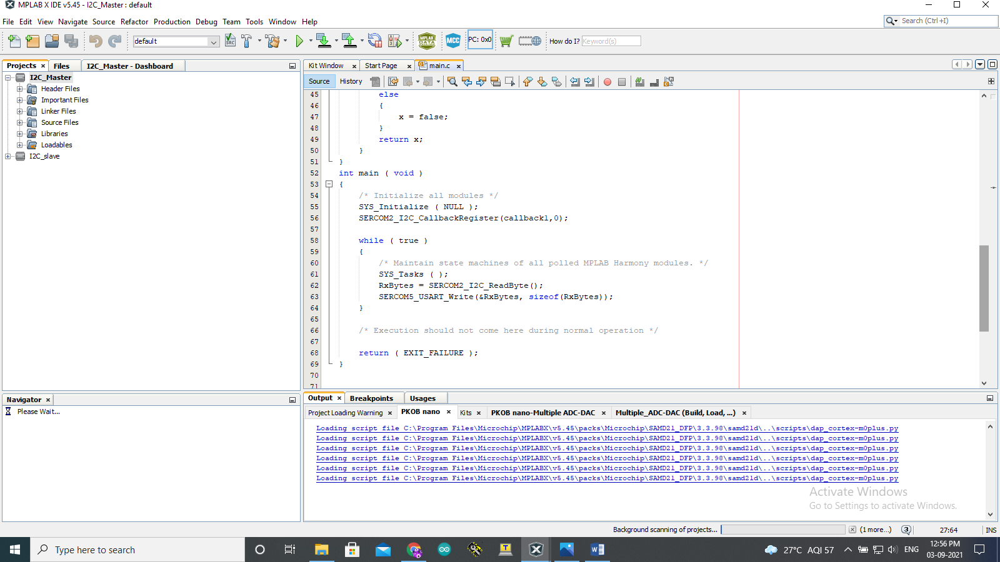 MPLAB X IDE v5.45 - I2C_Master : default
File Edit View Navigate Source Refactor Production Debug Team Tools Window Help
Search (Ctrl+I)
default
SRC
MPLAB DATA
MCC
PC: 0x0
How do I?
Keyword(s)
Projects
Files
I2C_Master - Dashboard
I2C_Master
Header Files
Important Files
Linker Files
Source Files
Libraries
Loadables
I2C_slave
Kit Window
Start Page
main.c
Source
History
45 else
46 {
47 x = false;
48 }
49 return x;
50 }
51 }
52 int main ( void )
53 {
54 /* Initialize all modules */
55 SYS_Initialize ( NULL );
56 SERCOM2_I2C_CallbackRegister(callback1,0);
57
58 while ( true )
59 {
60 /* Maintain state machines of all polled MPLAB Harmony modules. */
61 SYS_Tasks ( );
62 RxBytes = SERCOM2_I2C_ReadByte();
63 SERCOM5_USART_Write(&RxBytes, sizeof(RxBytes));
64 }
65
66 /* Execution should not come here during normal operation */
67
68 return ( EXIT_FAILURE );
69 }
70
71
Navigator
Please Wait...
Output
Breakpoints
Usages
Project Loading Warning
PKOB nano
Kits
PKOB nano-Multiple ADC-DAC
Multiple_ADC-DAC (Build, Load, ...)
Loading script file C:\Program Files\Microchip\MPLABX\v5.45\packs\Microchip\SAMD21_DFP\3.3.98\samd21d\..\scripts\dap_cortex-m0plus.py
Loading script file C:\Program Files\Microchip\MPLABX\v5.45\packs\Microchip\SAMD21_DFP\3.3.98\samd21d\..\scripts\dap_cortex-m0plus.py
Loading script file C:\Program Files\Microchip\MPLABX\v5.45\packs\Microchip\SAMD21_DFP\3.3.98\samd21d\..\scripts\dap_cortex-m0plus.py
Loading script file C:\Program Files\Microchip\MPLABX\v5.45\packs\Microchip\SAMD21_DFP\3.3.98\samd21d\..\scripts\dap_cortex-m0plus.py
Loading script file C:\Program Files\Microchip\MPLABX\v5.45\packs\Microchip\SAMD21_DFP\3.3.98\samd21d\..\scripts\dap_cortex-m0plus.py
Loading script file C:\Program Files\Microchip\MPLABX\v5.45\packs\Microchip\SAMD21_DFP\3.3.98\samd21d\..\scripts\dap_cortex-m0plus.py
Activate Windows
Go to Settings to activate Windows.
Background scanning of projects...
(1 more...)
3
27:64
INS
Type here to search
27°C AQI 57
ENG
12:56 PM
03-09-2021